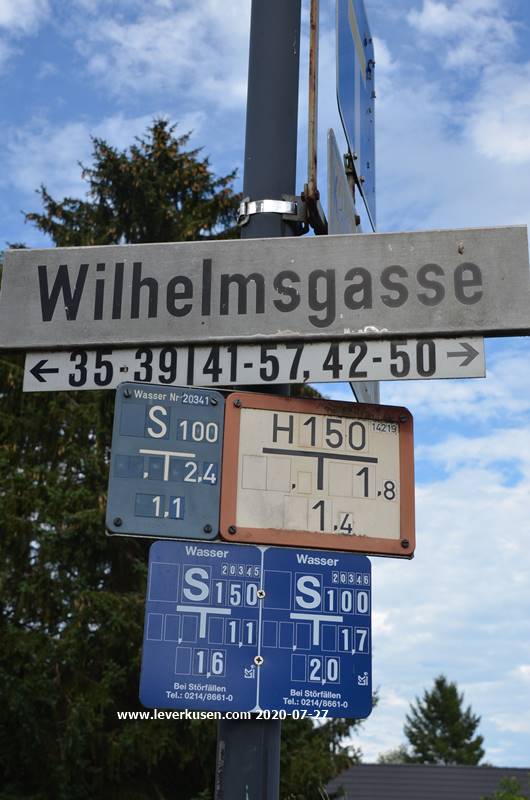 Wilhelmsgasse
← 35-39|41-57, 42-50 →
Wasser Nr 20341
S 100
, 2,4
1,1
H150 14219
, 1,8
1,4
Wasser
20345
S 150
, 1,1
1,6
Bei Störfällen
Tel.: 0214/8661-0
Wasser
20346
S 100
, 1,7
2,0
Bei Störfällen
Tel.: 0214/8661-0
www.leverkusen.com 2020-07-27